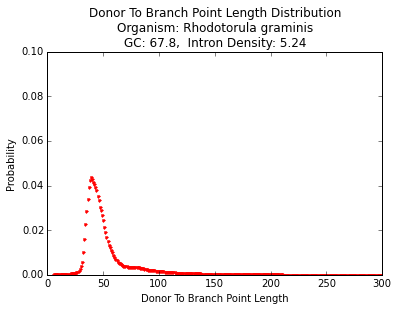 Donor To Branch Point Length Distribution
Organism: Rhodotorula graminis
GC: 67.8,  Intron Density: 5.24
0.10
0.08
0.06
0.04
0.02
0.00
Probability
0
50
100
150
200
250
300
Donor To Branch Point Length